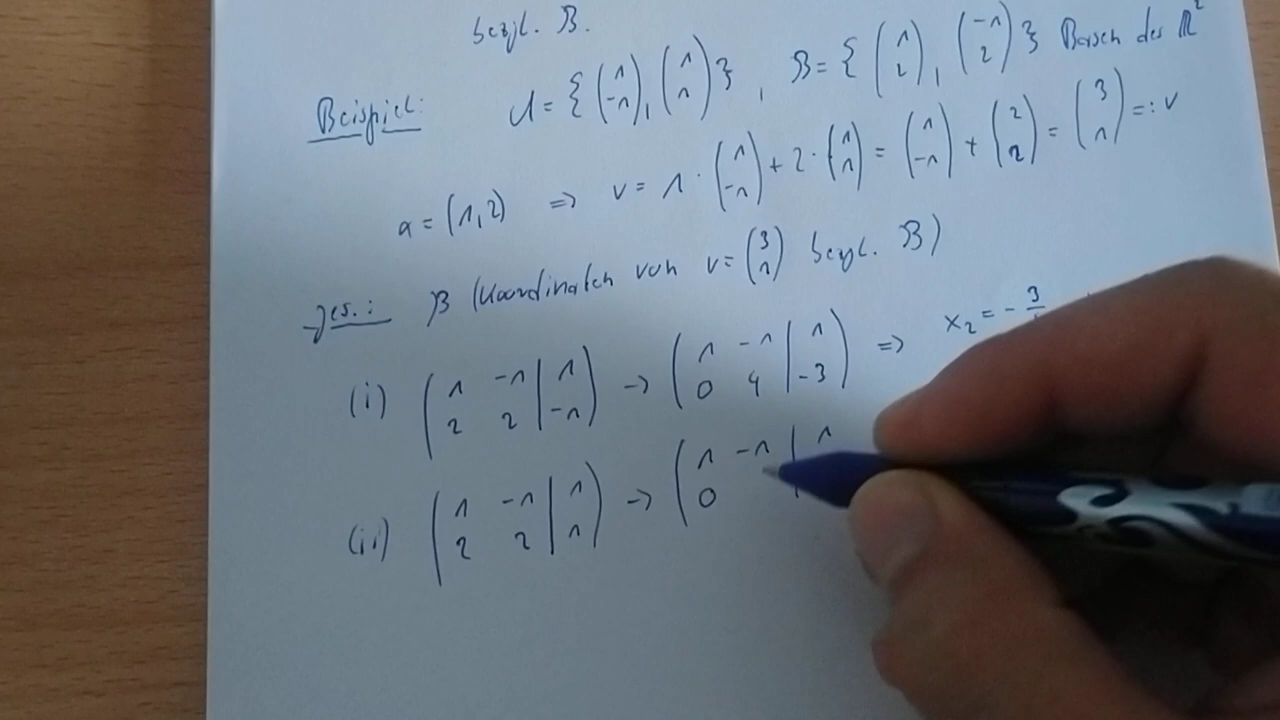 bezgl. B.
Beispiel: A = { (1 -1), (1 1) }, B = { (1 2), (-1 2) } Basen des ℝ²
α = (1, 2) => v = 1 · (1 -1) + 2 · (1 1) = (1 -1) + (2 2) = (3 1) =: v
ges.: β (Koordinaten von v = (3 1) bezgl. B)
(i) (1 -1 | 1 ; 2 2 | -1) -> (1 -1 | 1 ; 0 4 | -3) => x₂ = - 3/
(ii) (1 -1 | 1 ; 2 2 | 1) -> (1 -1 | 1 ; 0